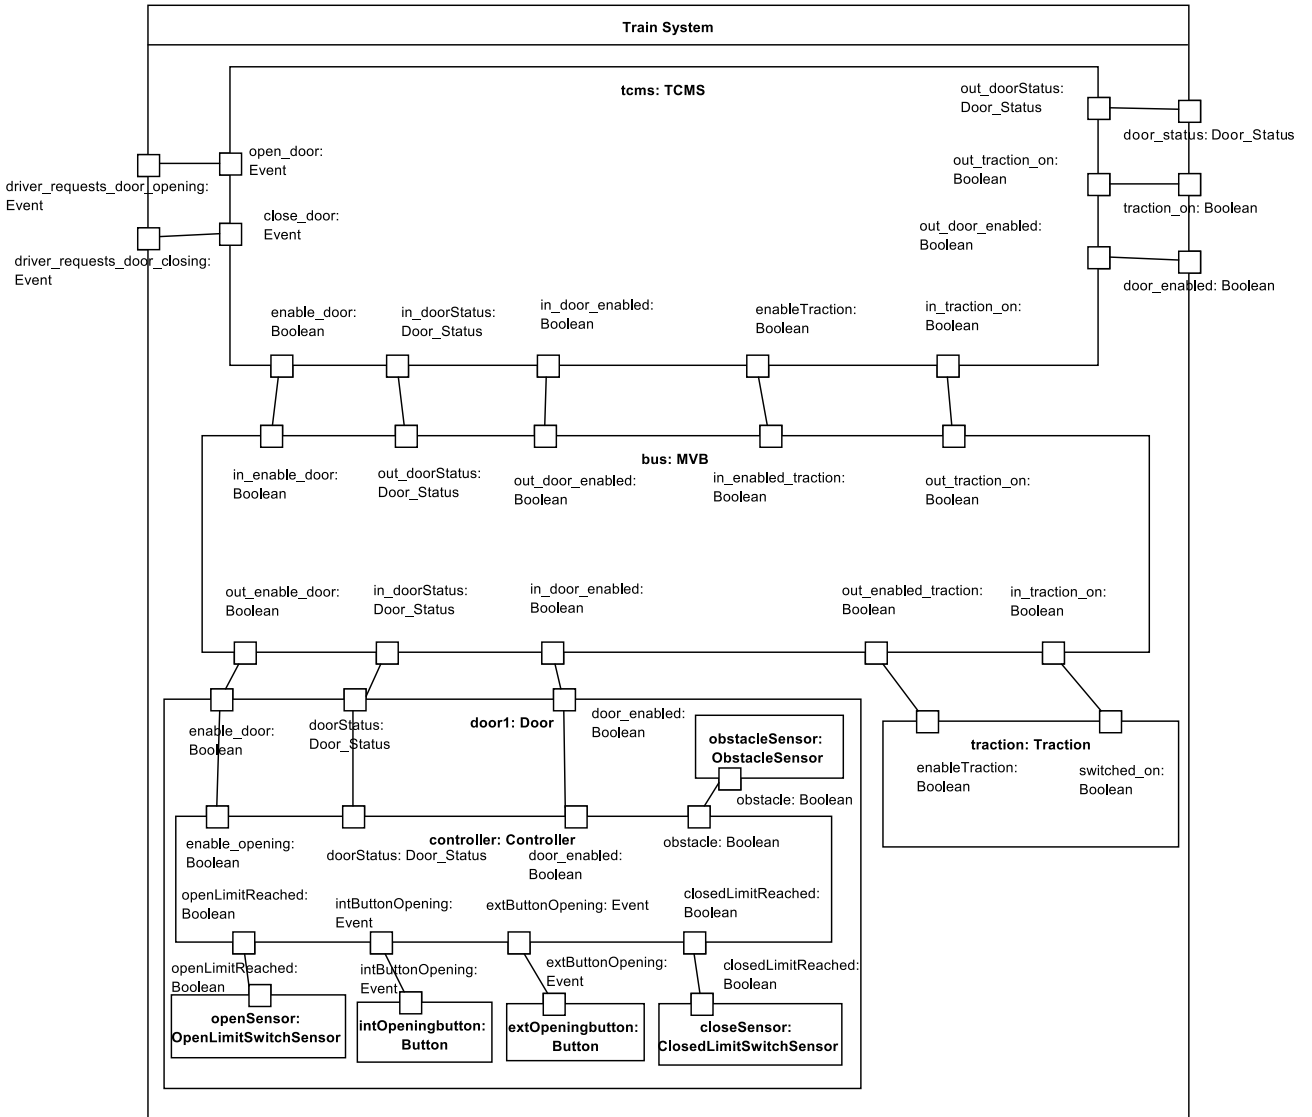 Train System
tcms: TCMS
out_doorStatus:
Door_Status
door_status: Door_Status
open_door:
Event
driver_requests_door_opening:
Event
out_traction_on:
Boolean
traction_on: Boolean
close_door:
Event
driver_requests_door_closing:
Event
out_door_enabled:
Boolean
door_enabled: Boolean
enable_door:
Boolean
in_doorStatus:
Door_Status
in_door_enabled:
Boolean
enableTraction:
Boolean
in_traction_on:
Boolean
bus: MVB
in_enable_door:
Boolean
out_doorStatus:
Door_Status
out_door_enabled:
Boolean
in_enabled_traction:
Boolean
out_traction_on:
Boolean
out_enable_door:
Boolean
in_doorStatus:
Door_Status
in_door_enabled:
Boolean
out_enabled_traction:
Boolean
in_traction_on:
Boolean
door1: Door
enable_door:
Boolean
doorStatus:
Door_Status
door_enabled:
Boolean
obstacleSensor:
ObstacleSensor
obstacle: Boolean
traction: Traction
enableTraction:
Boolean
switched_on:
Boolean
controller: Controller
enable_opening:
Boolean
doorStatus: Door_Status
door_enabled:
Boolean
obstacle: Boolean
openLimitReached:
Boolean
intButtonOpening:
Event
extButtonOpening: Event
closedLimitReached:
Boolean
openLimitReached:
Boolean
intButtonOpening:
Event
extButtonOpening:
Event
closedLimitReached:
Boolean
openSensor:
OpenLimitSwitchSensor
intOpeningbutton:
Button
extOpeningbutton:
Button
closeSensor:
ClosedLimitSwitchSensor